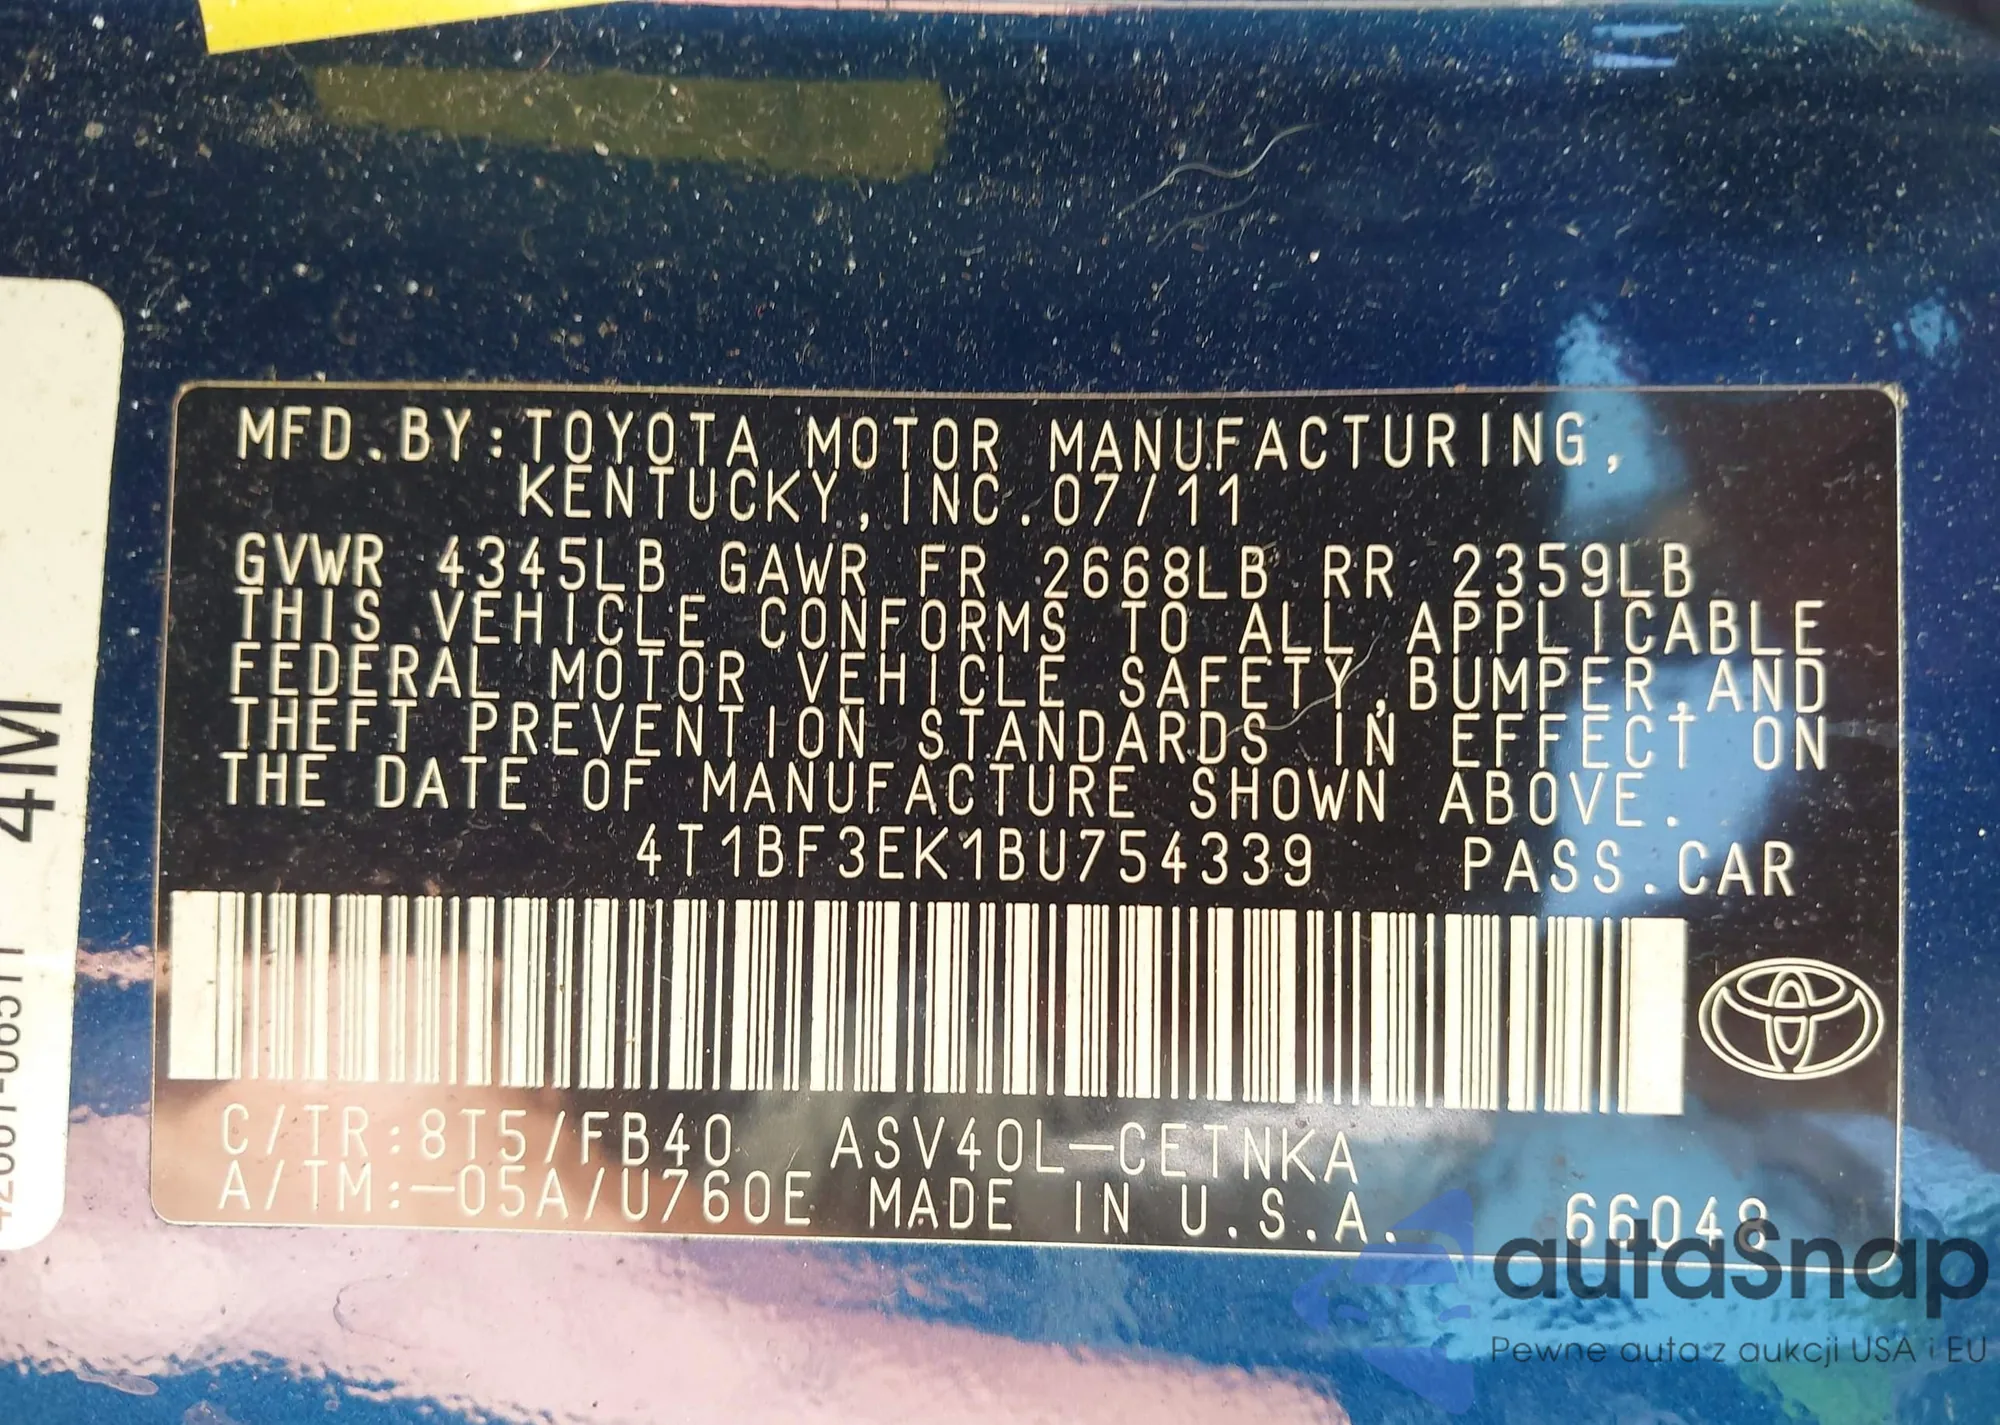 MFD.BY:TOYOTA MOTOR MANUFACTURING,
KENTUCKY,INC.07/11
GVWR 4345LB GAWR FR 2668LB RR 2359LB
THIS VEHICLE CONFORMS TO ALL APPLICABLE
FEDERAL MOTOR VEHICLE SAFETY,BUMPER,AND
THEFT PREVENTION STANDARDS IN EFFECT ON
THE DATE OF MANUFACTURE SHOWN ABOVE.
4T1BF3EK1BU754339 PASS.CAR
C/TR:8T5/FB40 ASV40L-CETNKA
A/TM:-05A/U760E MADE IN U.S.A. 66048
4M
autaSnap
Pewne auta z aukcji USA i EU